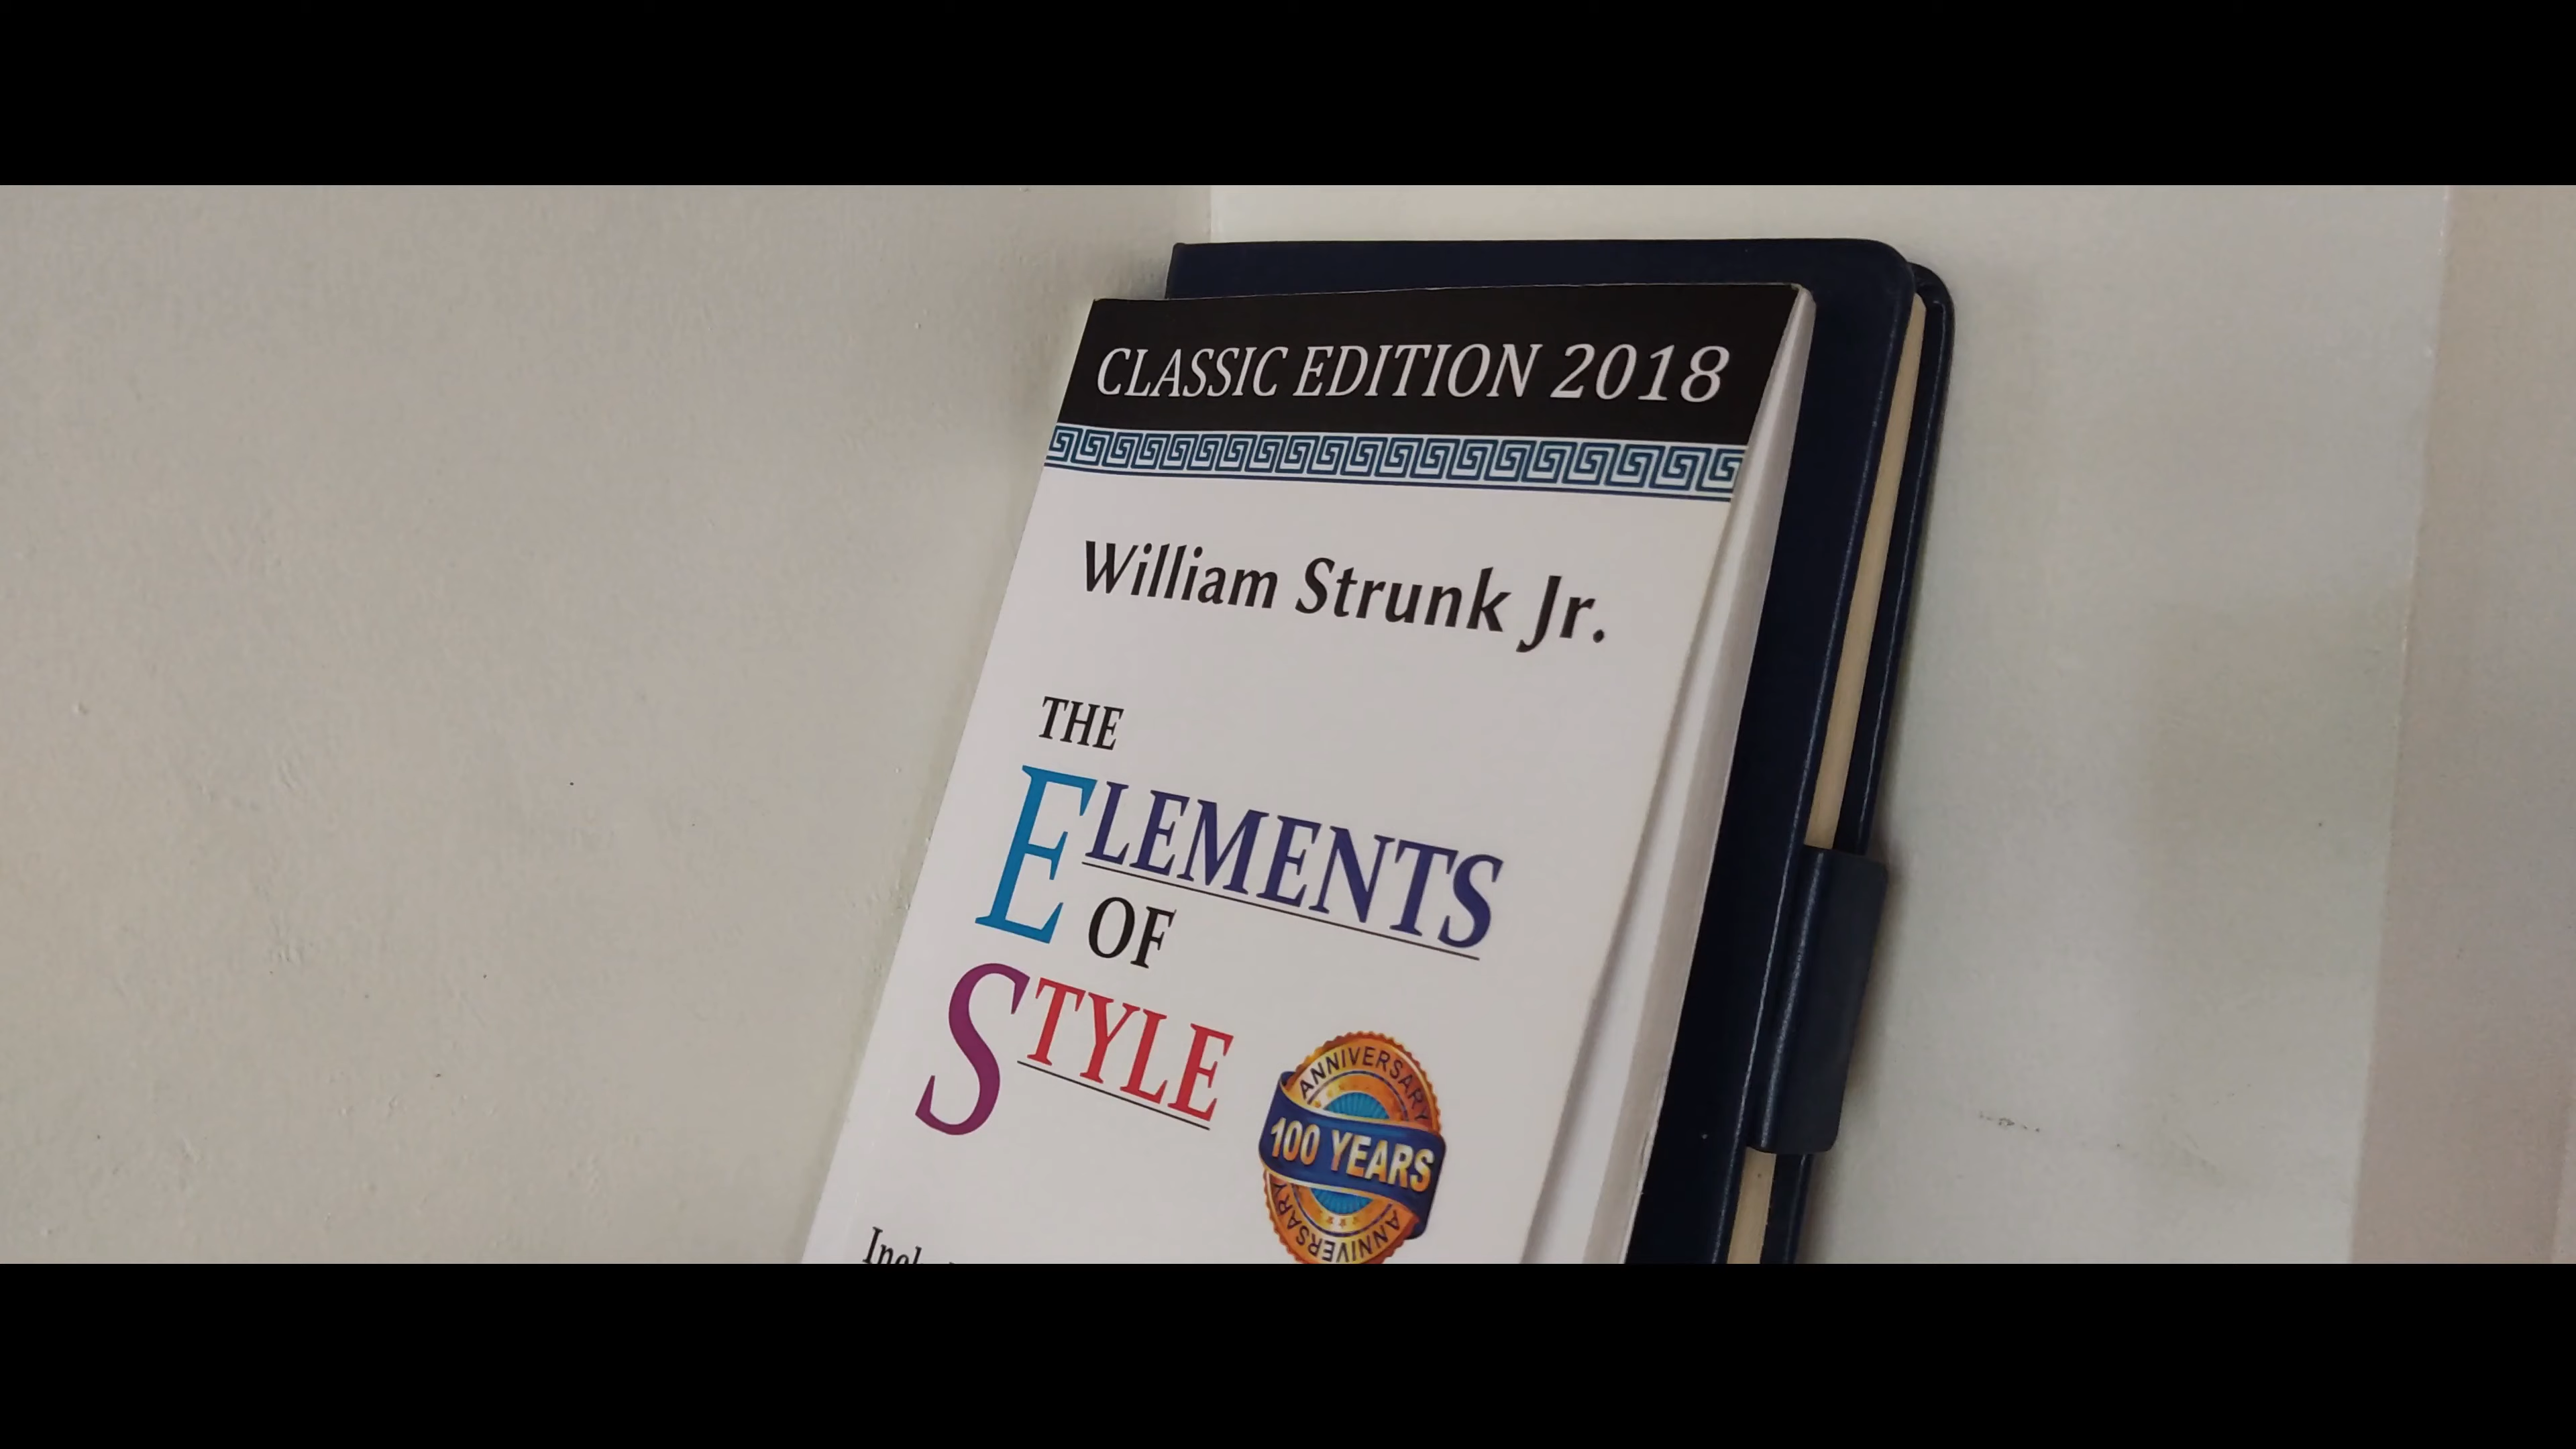 CLASSIC EDITION 2018
William Strunk Jr.
THE
ELEMENTS
OF
STYLE
ANNIVERSARY
100 YEARS
ANNIVERSARY